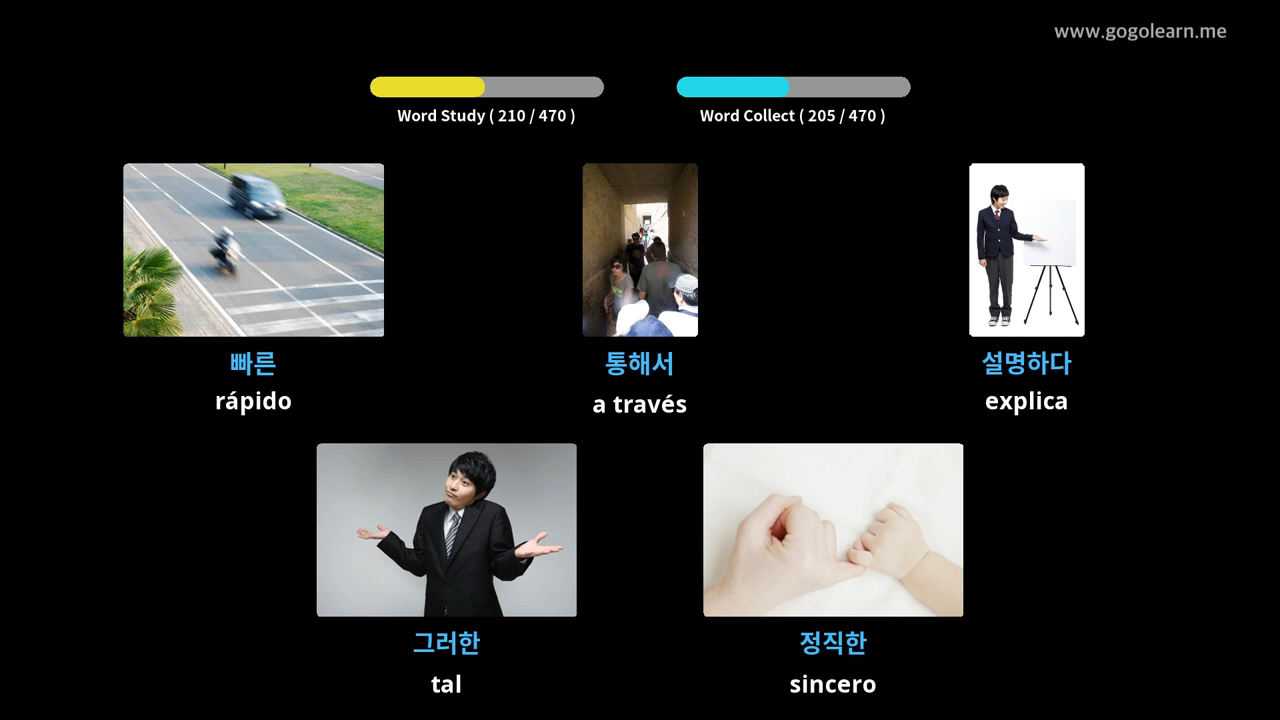 www.gogolearn.me
Word Study ( 210 / 470 )
Word Collect ( 205 / 470 )
빠른
rápido
통해서
a través
설명하다
explica
그러한
tal
정직한
sincero